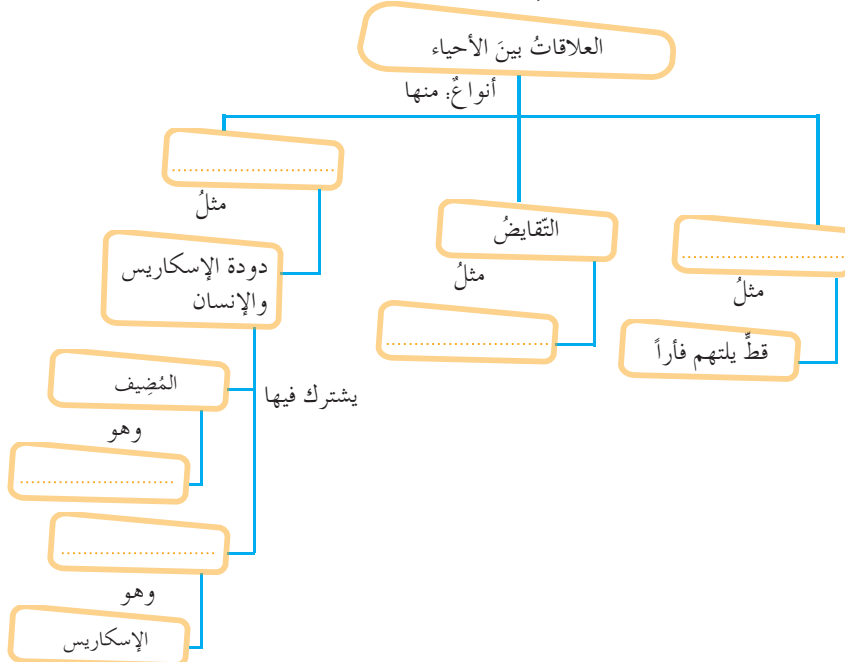 العلاقاتُ بينَ الأحياء
أنواعٌ، منها
..............................
مثلُ
قطٌّ يلتهم فأراً
التّقايضُ
مثلُ
..............................
..............................
مثلُ
دودة الإسكاريس
والإنسان
يشترك فيها
المُضِيف
وهو
..............................
..............................
وهو
الإسكاريس